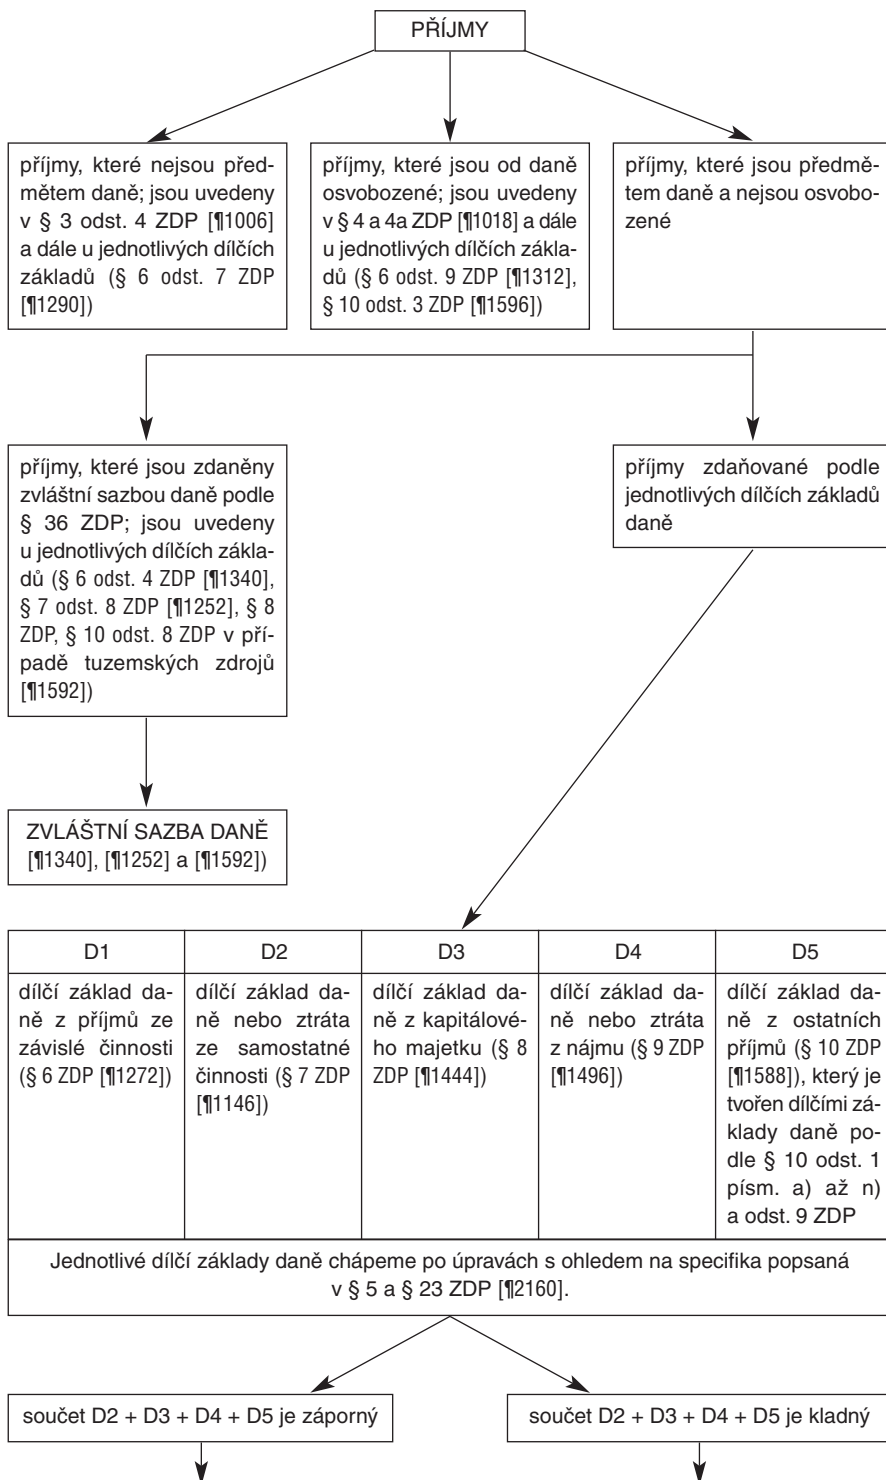 PŘÍJMY
příjmy, které nejsou před-
mětem daně; jsou uvedeny
v § 3 odst. 4 ZDP [¶1006]
a dále u jednotlivých dílčích
základů (§ 6 odst. 7 ZDP
[¶1290])
příjmy, které jsou od daně
osvobozené; jsou uvedeny
v § 4 a 4a ZDP [¶1018] a dále
u jednotlivých dílčích zákla-
dů (§ 6 odst. 9 ZDP [¶1312],
§ 10 odst. 3 ZDP [¶1596])
příjmy, které jsou předmě-
tem daně a nejsou osvobo-
zené
příjmy, které jsou zdaněny
zvláštní sazbou daně podle
§ 36 ZDP; jsou uvedeny
u jednotlivých dílčích zákla-
dů (§ 6 odst. 4 ZDP [¶1340],
§ 7 odst. 8 ZDP [¶1252], § 8
ZDP, § 10 odst. 8 ZDP v pří-
padě tuzemských zdrojů
[¶1592])
příjmy zdaňované podle
jednotlivých dílčích základů
daně
ZVLÁŠTNÍ SAZBA DANĚ
[¶1340], [¶1252] a [¶1592])
D1
dílčí základ da-
ně z příjmů ze
závislé činnosti
(§ 6 ZDP [¶1272])
D2
dílčí základ da-
ně nebo ztráta
ze samostatné
činnosti (§ 7 ZDP
[¶1146])
D3
dílčí základ da-
ně z kapitálové-
ho majetku (§ 8
ZDP [¶1444])
D4
dílčí základ da-
ně nebo ztráta
z nájmu (§ 9 ZDP
[¶1496])
D5
dílčí základ da-
ně z ostatních
příjmů (§ 10 ZDP
[¶1588]), který je
tvořen dílčími zá-
klady daně po-
dle § 10 odst. 1
písm. a) až n)
a odst. 9 ZDP
Jednotlivé dílčí základy daně chápeme po úpravách s ohledem na specifika popsaná
v § 5 a § 23 ZDP [¶2160].
součet D2 + D3 + D4 + D5 je záporný
součet D2 + D3 + D4 + D5 je kladný